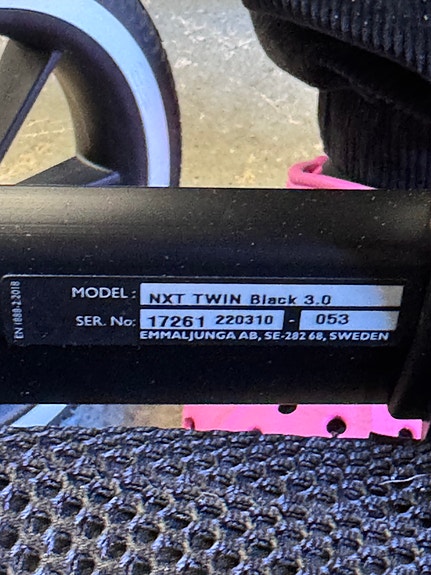 MODEL: NXT TWIN Black 3.0
SER. No: 17261 220310 - 053
EMMALJUNGA AB, SE-282 68, SWEDEN
EN 1888-2:2018